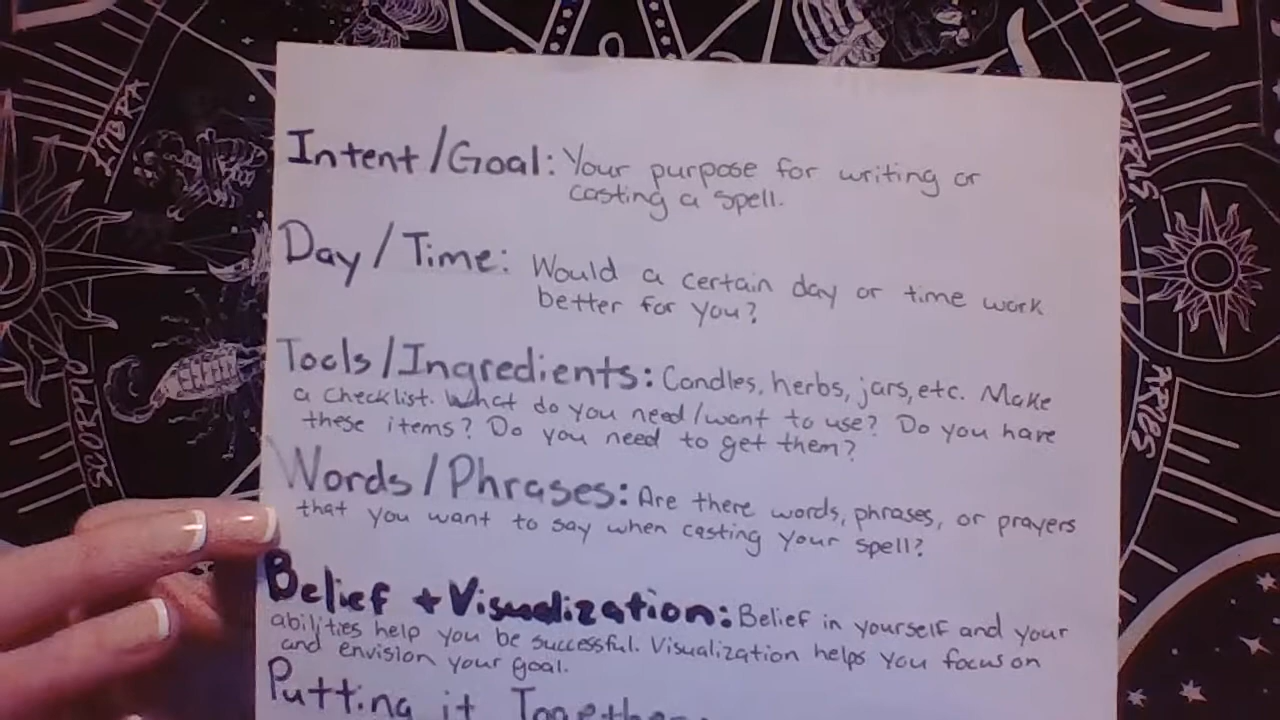 Intent/Goal: Your purpose for writing or
casting a spell.
Day/Time: Would a certain day or time work
better for you?
Tools/Ingredients: Candles, herbs, jars, etc. Make
a checklist. What do you need/want to use? Do you have
these items? Do you need to get them?
Words/Phrases: Are there words, phrases, or prayers
that you want to say when casting your spell?
Belief + Visualization: Belief in yourself and your
abilities help you be successful. Visualization helps you focus on
and envision your goal.
Putting it Together
LIBRA
SCORPIO
ARIES